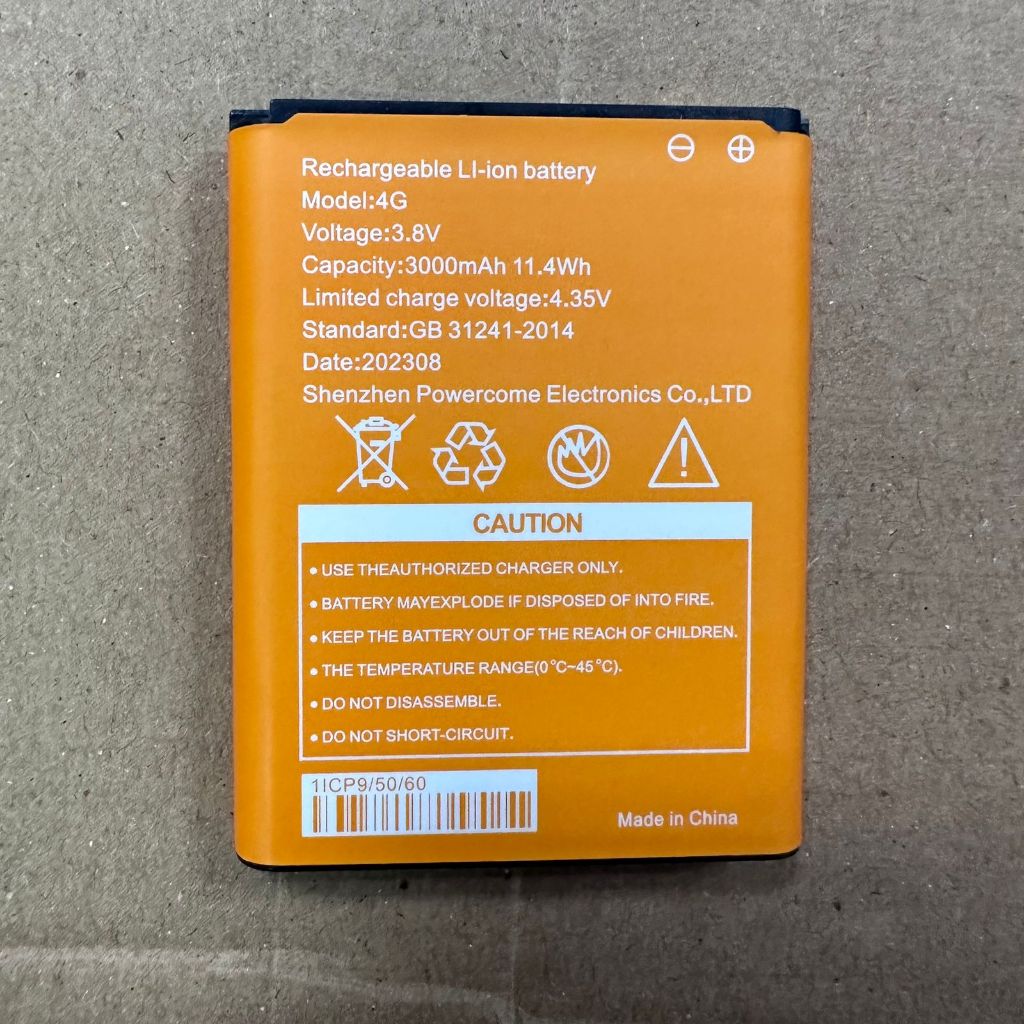 Rechargeable LI-ion battery
Model:4G
Voltage:3.8V
Capacity:3000mAh 11.4Wh
Limited charge voltage:4.35V
Standard:GB 31241-2014
Date:202308
Shenzhen Powercome Electronics Co.,LTD
CAUTION
• USE THEAUTHORIZED CHARGER ONLY.
• BATTERY MAYEXPLODE IF DISPOSED OF INTO FIRE.
• KEEP THE BATTERY OUT OF THE REACH OF CHILDREN.
• THE TEMPERATURE RANGE(0°C~45°C).
• DO NOT DISASSEMBLE.
• DO NOT SHORT-CIRCUIT.
1ICP9/50/60
Made in China